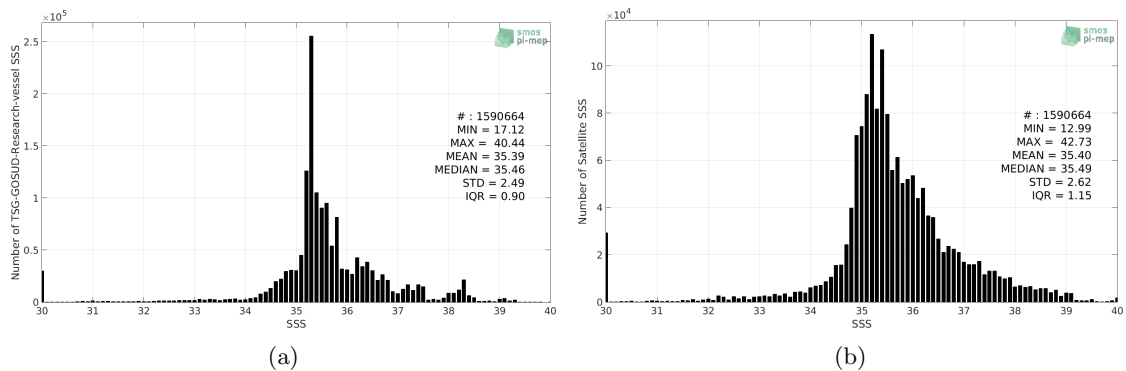 ×10⁵
2.5
2
1.5
1
0.5
0
30 31 32 33 34 35 36 37 38 39 40
SSS
Number of TSG-GOSUD-Research-vessel SSS
smos
pi-mep
# : 1590664
MIN = 17.12
MAX = 40.44
MEAN = 35.39
MEDIAN = 35.46
STD = 2.49
IQR = 0.90
(a)
×10⁴
10
8
6
4
2
0
30 31 32 33 34 35 36 37 38 39 40
SSS
Number of Satellite SSS
smos
pi-mep
# : 1590664
MIN = 12.99
MAX = 42.73
MEAN = 35.40
MEDIAN = 35.49
STD = 2.62
IQR = 1.15
(b)